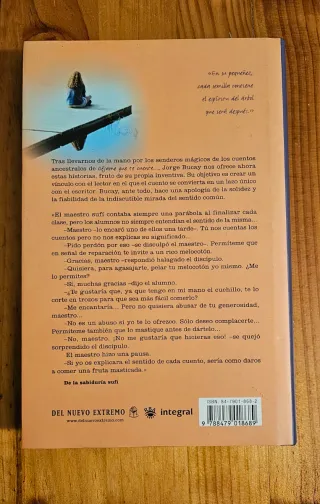 «En su pequeñez,
cada semilla contiene
el espíritu del árbol
que será después.»
Tras llevarnos de la mano por los senderos mágicos de los cuentos
ancestrales de Déjame que te cuente..., Jorge Bucay nos ofrece ahora
estas historias, fruto de su propia inventiva. Su objetivo es crear un
vínculo con el lector en el que el cuento se convierta en un lazo único
con el escritor. Bucay, ante todo, hace una apología de la solidez y
la fiabilidad de la indiscutible mirada del sentido común.
«El maestro sufí contaba siempre una parábola al finalizar cada
clase, pero los alumnos no siempre entendían el sentido de la misma...
—Maestro —lo encaró uno de ellos una tarde—. Tú nos cuentas los
cuentos pero no nos explicas su significado...
—Pido perdón por eso —se disculpó el maestro—. Permíteme que
en señal de reparación te invite a un rico melocotón.
—Gracias, maestro —respondió halagado el discípulo.
—Quisiera, para agasajarte, pelar tu melocotón yo mismo. ¿Me
lo permites?
—Sí, muchas gracias —dijo el alumno.
—¿Te gustaría que, ya que tengo en mi mano el cuchillo, te lo
corte en trozos para que sea más fácil comerlo?
—Me encantaría... Pero no quisiera abusar de tu generosidad,
maestro...
—No es un abuso si yo te lo ofrezco. Sólo deseo complacerte...
Permíteme también que lo mastique antes de dártelo...
—No, maestro. ¡No me gustaría que hicieras eso! —se quejó
sorprendido el discípulo.
El maestro hizo una pausa.
—Si yo os explicara el sentido de cada cuento, sería como daros
a comer una fruta masticada.»
De la sabiduría sufí
DEL NUEVO EXTREMO
www.delnuevoextremo.com
integral
9 788479 018689